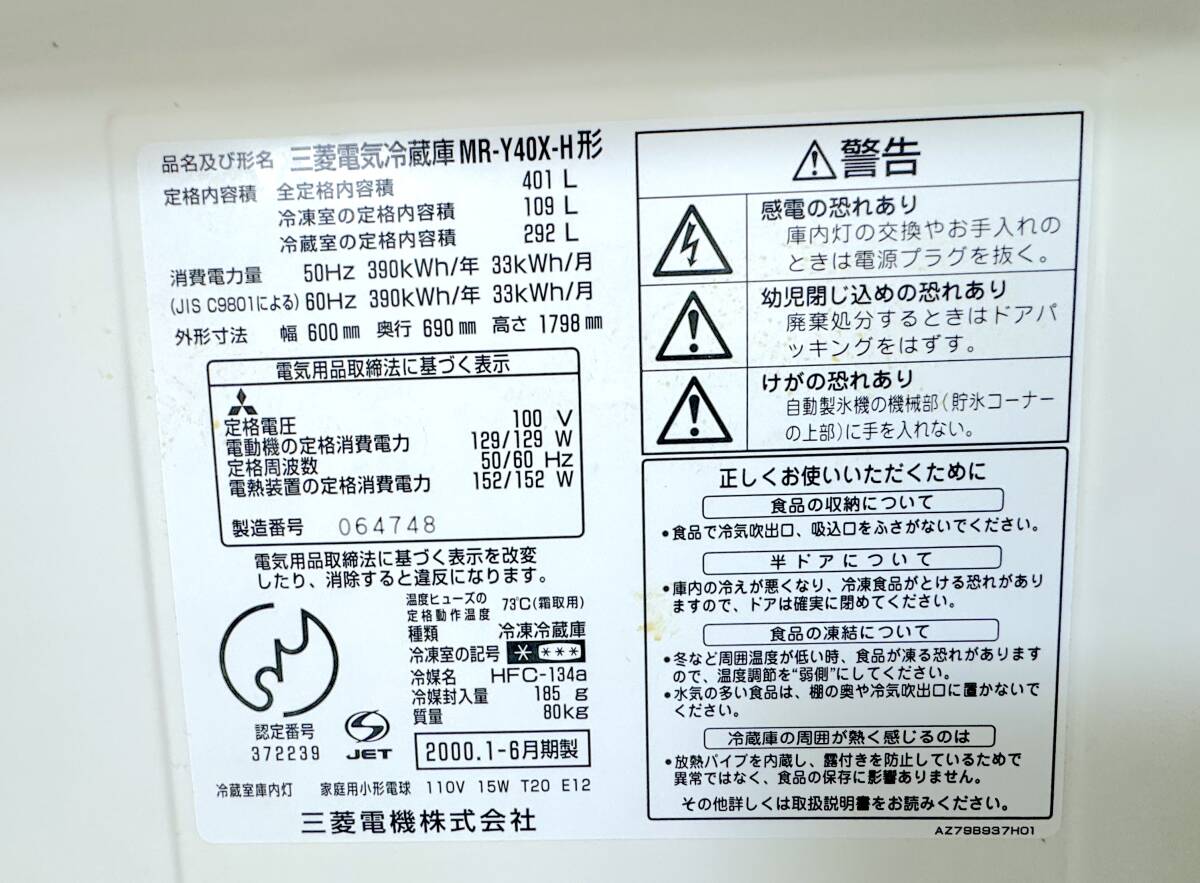 品名及び形名 三菱電気冷蔵庫 MR-Y40X-H形
定格内容積 全定格内容積 401 L
冷凍室の定格内容積 109 L
冷蔵室の定格内容積 292 L
消費電力量 50Hz 390kWh/年 33kWh/月
(JIS C9801による) 60Hz 390kWh/年 33kWh/月
外形寸法 幅 600㎜ 奥行 690㎜ 高さ 1798㎜
電気用品取締法に基づく表示
定格電圧 100 V
電動機の定格消費電力 129/129 W
定格周波数 50/60 Hz
電熱装置の定格消費電力 152/152 W
製造番号 064748
電気用品取締法に基づく表示を改変
したり、消除すると違反になります。
温度ヒューズの
定格動作温度 73℃(霜取用)
種類 冷凍冷蔵庫
冷凍室の記号 * ***
冷媒名 HFC-134a
冷媒封入量 185 g
質量 80kg
認定番号
372239
JET
2000.1-6月期製
冷蔵室庫内灯 家庭用小形電球 110V 15W T20 E12
三菱電機株式会社
警告
感電の恐れあり
庫内灯の交換やお手入れの
ときは電源プラグを抜く。
幼児閉じ込めの恐れあり
廃棄処分するときはドアパ
ッキングをはずす。
けがの恐れあり
自動製氷機の機械部(貯氷コーナー
の上部)に手を入れない。
正しくお使いいただくために
食品の収納について
•食品で冷気吹出口、吸込口をふさがないでください。
半ドアについて
•庫内の冷えが悪くなり、冷凍食品がとける恐れがあり
ますので、ドアは確実に閉めてください。
食品の凍結について
•冬など周囲温度が低い時、食品が凍る恐れがあります
ので、温度調節を“弱側”にしてください。
•水気の多い食品は、棚の奥や冷気吹出口に置かないで
ください。
冷蔵庫の周囲が熱く感じるのは
•放熱パイプを内蔵し、露付きを防止しているためで
異常ではなく、食品の保存に影響ありません。
その他詳しくは取扱説明書をお読みください。
AZ79B937H01